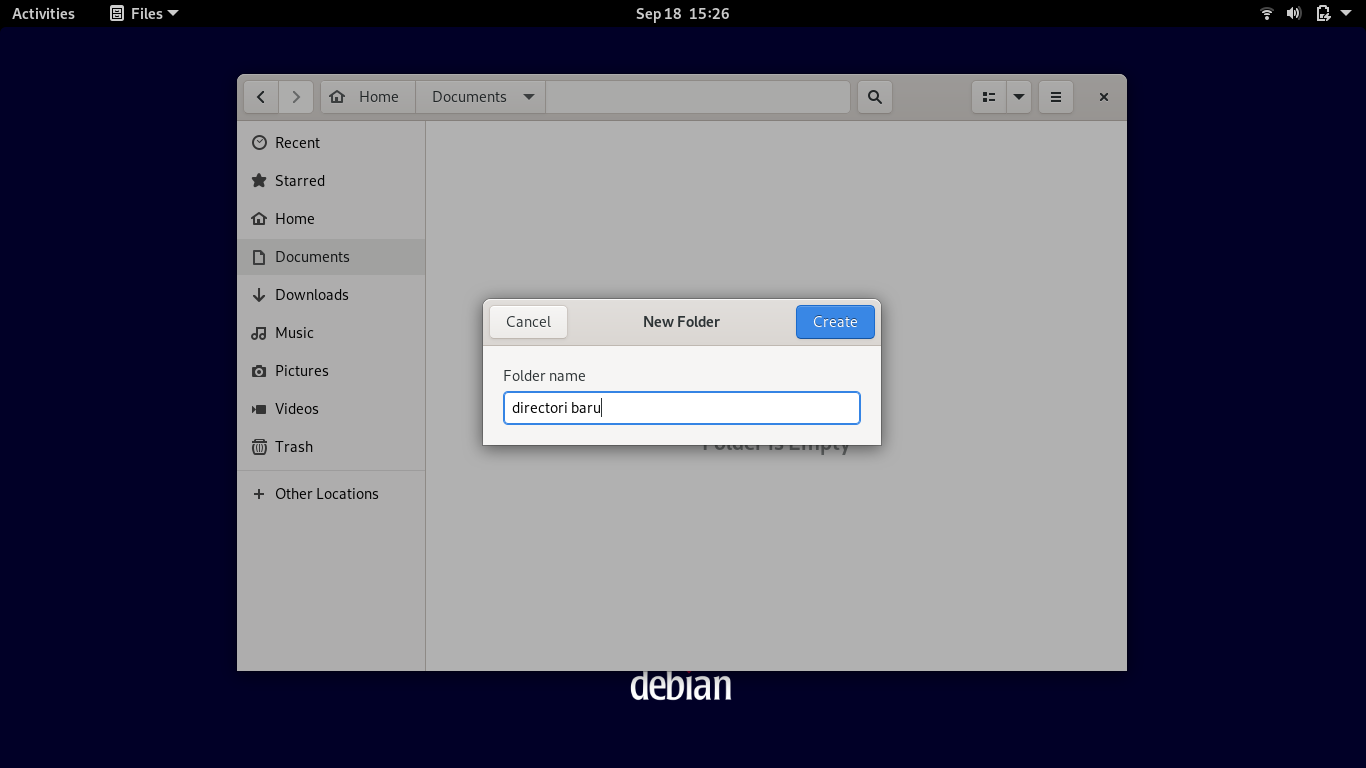 Activities Files Sep 18 15:26
Home Documents
Recent
Starred
Home
Documents
Downloads
Music
Pictures
Videos
Trash
Other Locations
Cancel New Folder Create
Folder name
directori baru
Folder is Empty
debian